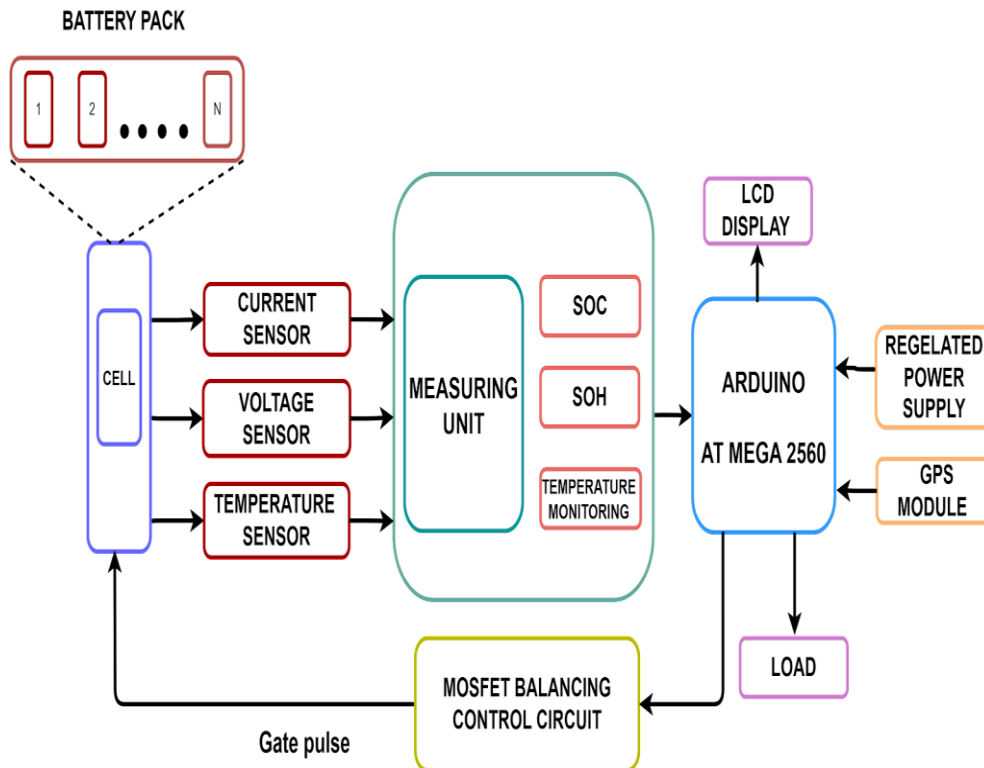 BATTERY PACK
1
2
N
LCD
DISPLAY
CURRENT
SENSOR
SOC
REGELATED
POWER
SUPPLY
CELL
MEASURING
UNIT
ARDUINO
AT MEGA 2560
VOLTAGE
SENSOR
SOH
GPS
MODULE
TEMPERATURE
SENSOR
TEMPERATURE
MONITORING
LOAD
MOSFET BALANCING
CONTROL CIRCUIT
Gate pulse